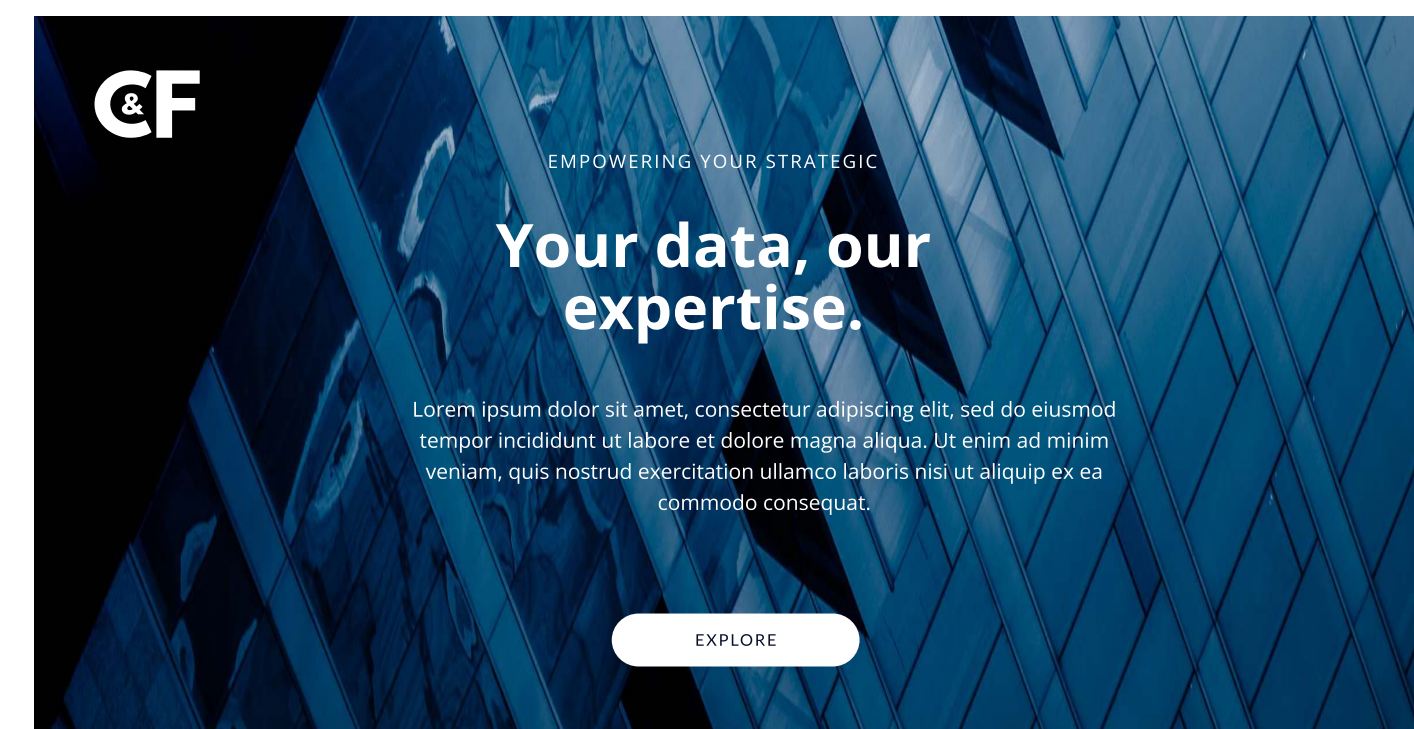 C&F
EMPOWERING YOUR STRATEGIC
Your data, our
expertise.
Lorem ipsum dolor sit amet, consectetur adipiscing elit, sed do eiusmod
tempor incididunt ut labore et dolore magna aliqua. Ut enim ad minim
veniam, quis nostrud exercitation ullamco laboris nisi ut aliquip ex ea
commodo consequat.
EXPLORE